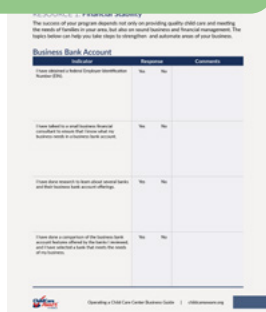 RESOURCE 1: Financial Stability
The success of your program depends not only on providing quality child care and meeting
the needs of families in your area, but also on sound business and financial management. The
topics below can help you take steps to strengthen and automate areas of your business.
Business Bank Account
Indicator Response Comments
I have obtained a federal Employer Identification Yes No
Number (EIN).
I have talked to a small business financial Yes No
consultant to ensure that I know what my
business needs in a business bank account.
I have done research to learn about several banks Yes No
and their business bank account offerings.
I have done a comparison of the business bank Yes No
account features offered by the banks I reviewed,
and I have selected a bank that meets the needs
of my business.
Operating a Child Care Center Business Guide | childcareaware.org